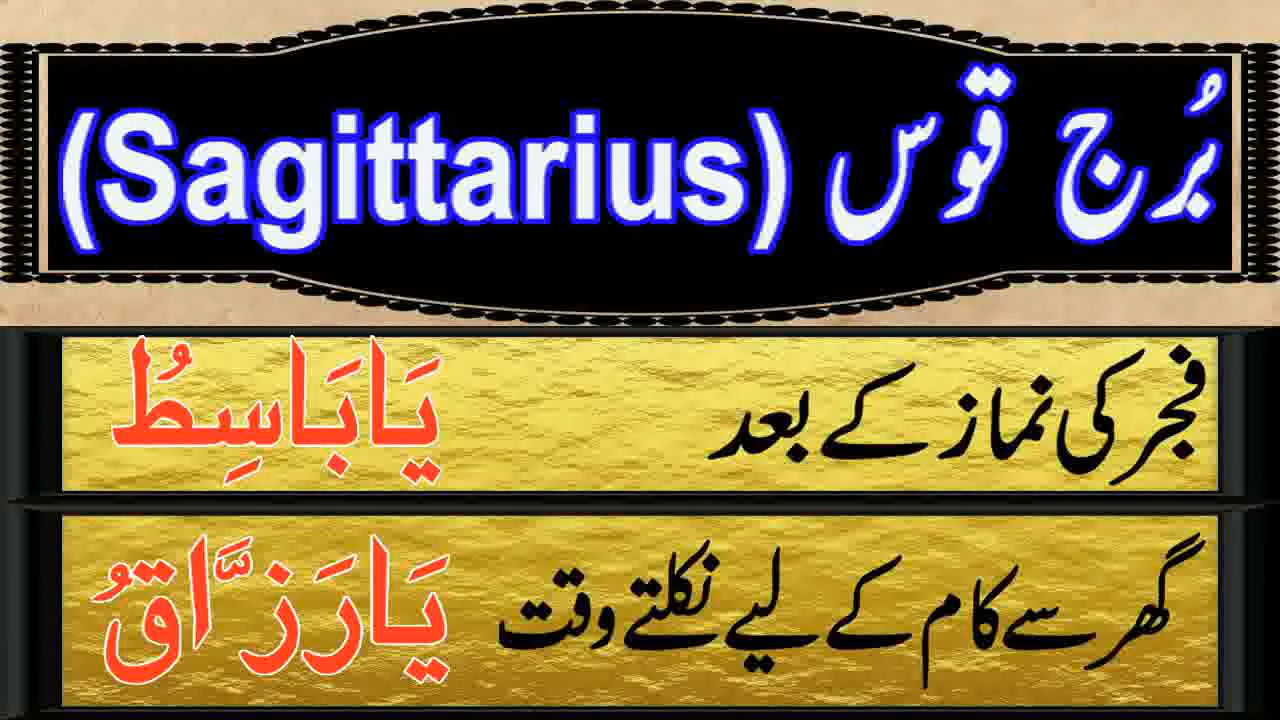 بُرج قوس (Sagittarius)
فجر کی نماز کے بعد يَابَاسِطُ
گھر سے کام کے لیے نکلتے وقت يَارَزَّاقُ